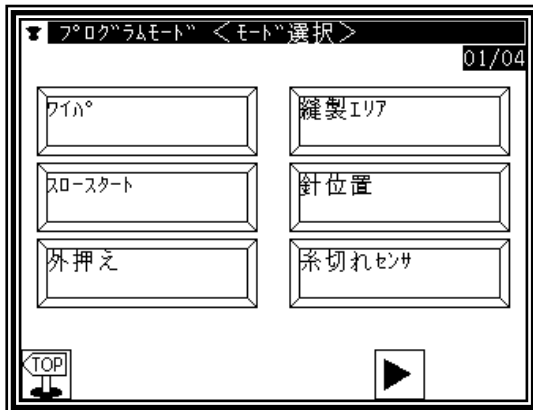 プログラムモード <モード選択>
01/04
ワイパ
縫製エリア
スロースタート
針位置
外押え
糸切れセンサ
TOP